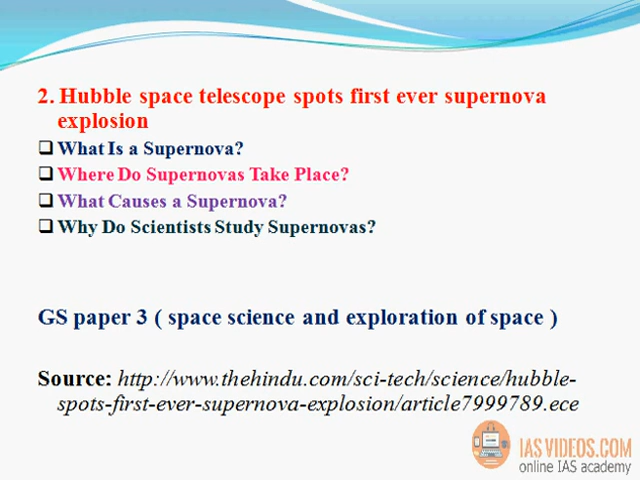 2. Hubble space telescope spots first ever supernova
explosion
What Is a Supernova?
Where Do Supernovas Take Place?
What Causes a Supernova?
Why Do Scientists Study Supernovas?
GS paper 3 ( space science and exploration of space )
Source: http://www.thehindu.com/sci-tech/science/hubble-
spots-first-ever-supernova-explosion/article7999789.ece
IASVIDEOS.COM
online IAS academy